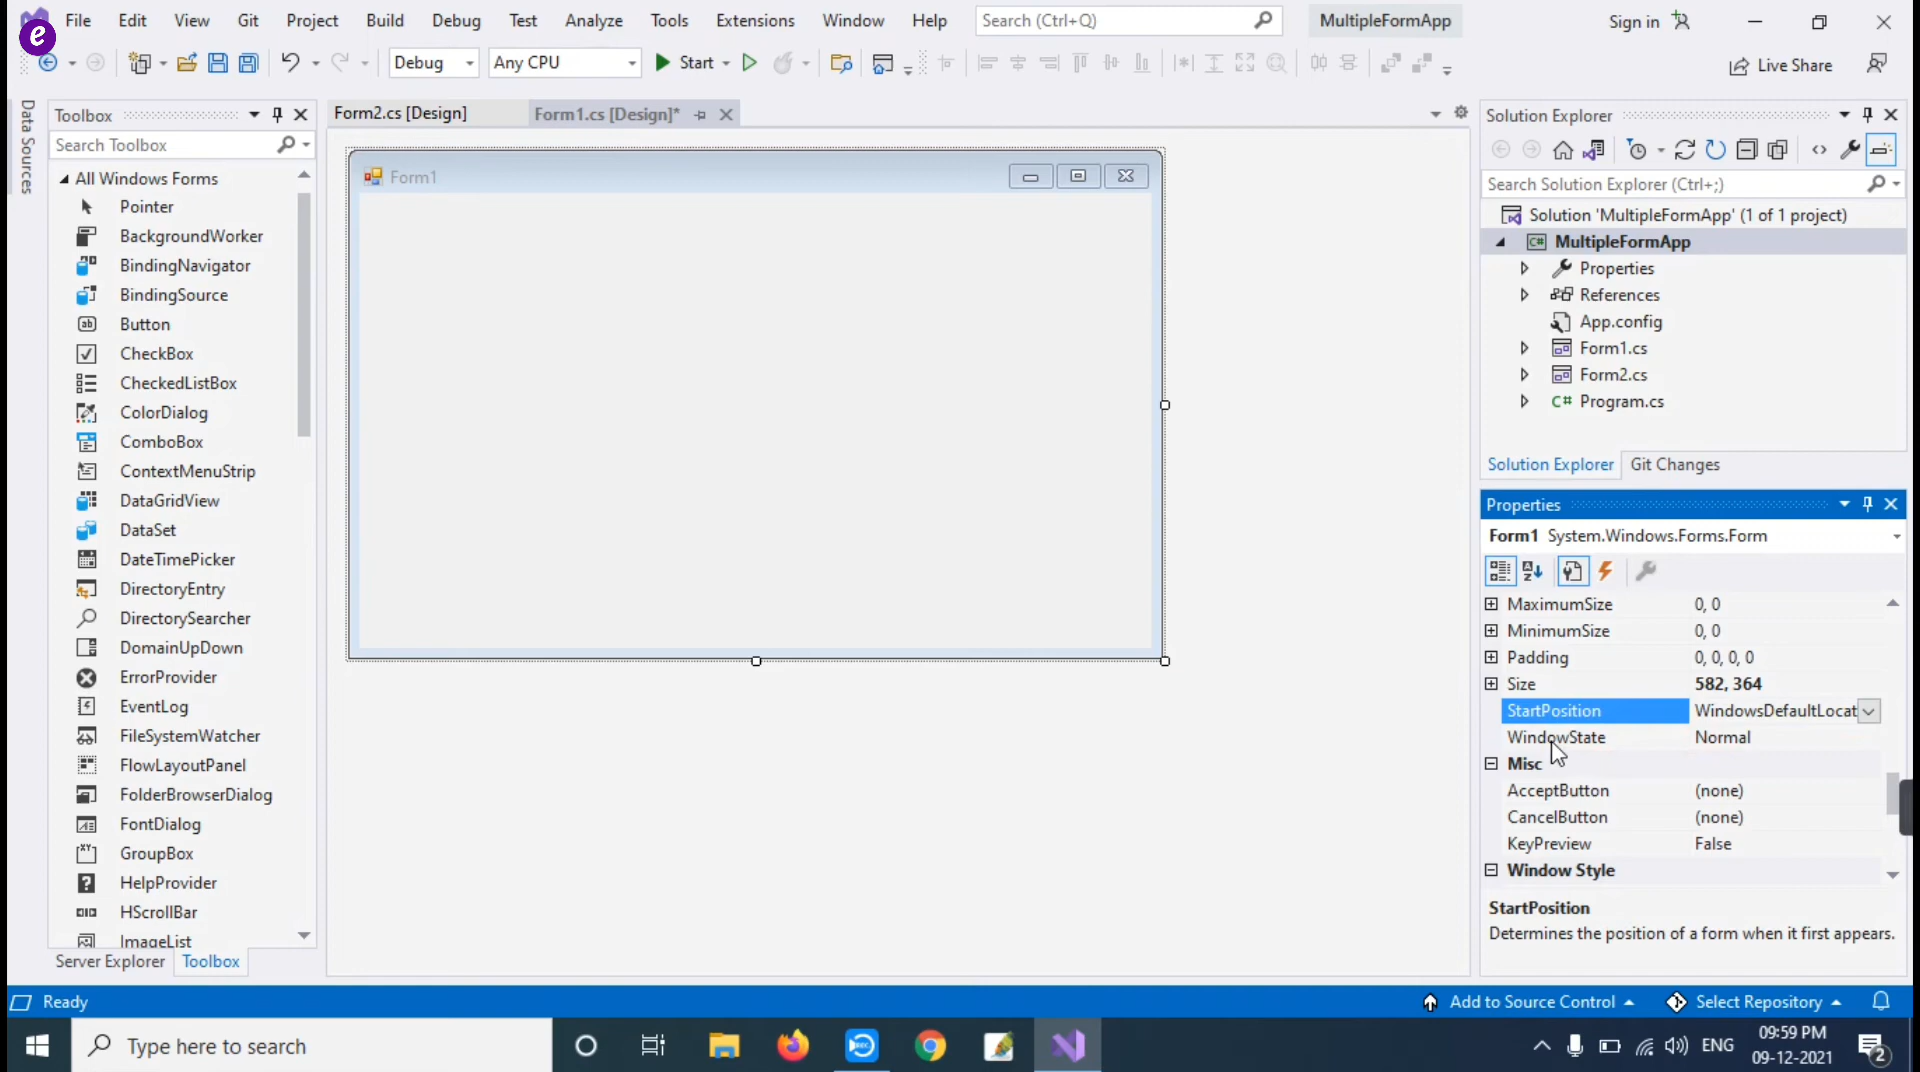 e
File Edit View Git Project Build Debug Test Analyze Tools Extensions Window Help Search (Ctrl+Q) MultipleFormApp Sign in
Debug Any CPU Start Live Share
Data Sources
Toolbox
Search Toolbox
All Windows Forms
Pointer
BackgroundWorker
BindingNavigator
BindingSource
Button
CheckBox
CheckedListBox
ColorDialog
ComboBox
ContextMenuStrip
DataGridView
DataSet
DateTimePicker
DirectoryEntry
DirectorySearcher
DomainUpDown
ErrorProvider
EventLog
FileSystemWatcher
FlowLayoutPanel
FolderBrowserDialog
FontDialog
GroupBox
HelpProvider
HScrollBar
ImageList
Server Explorer Toolbox
Form2.cs [Design] Form1.cs [Design]*
Form1
Solution Explorer
Search Solution Explorer (Ctrl+;)
Solution 'MultipleFormApp' (1 of 1 project)
C# MultipleFormApp
Properties
References
App.config
Form1.cs
Form2.cs
C# Program.cs
Solution Explorer Git Changes
Properties
Form1 System.Windows.Forms.Form
MaximumSize 0, 0
MinimumSize 0, 0
Padding 0, 0, 0, 0
Size 582, 364
StartPosition WindowsDefaultLocat
WindowState Normal
Misc
AcceptButton (none)
CancelButton (none)
KeyPreview False
Window Style
StartPosition
Determines the position of a form when it first appears.
Ready Add to Source Control Select Repository
Type here to search ENG 09:59 PM
09-12-2021 2